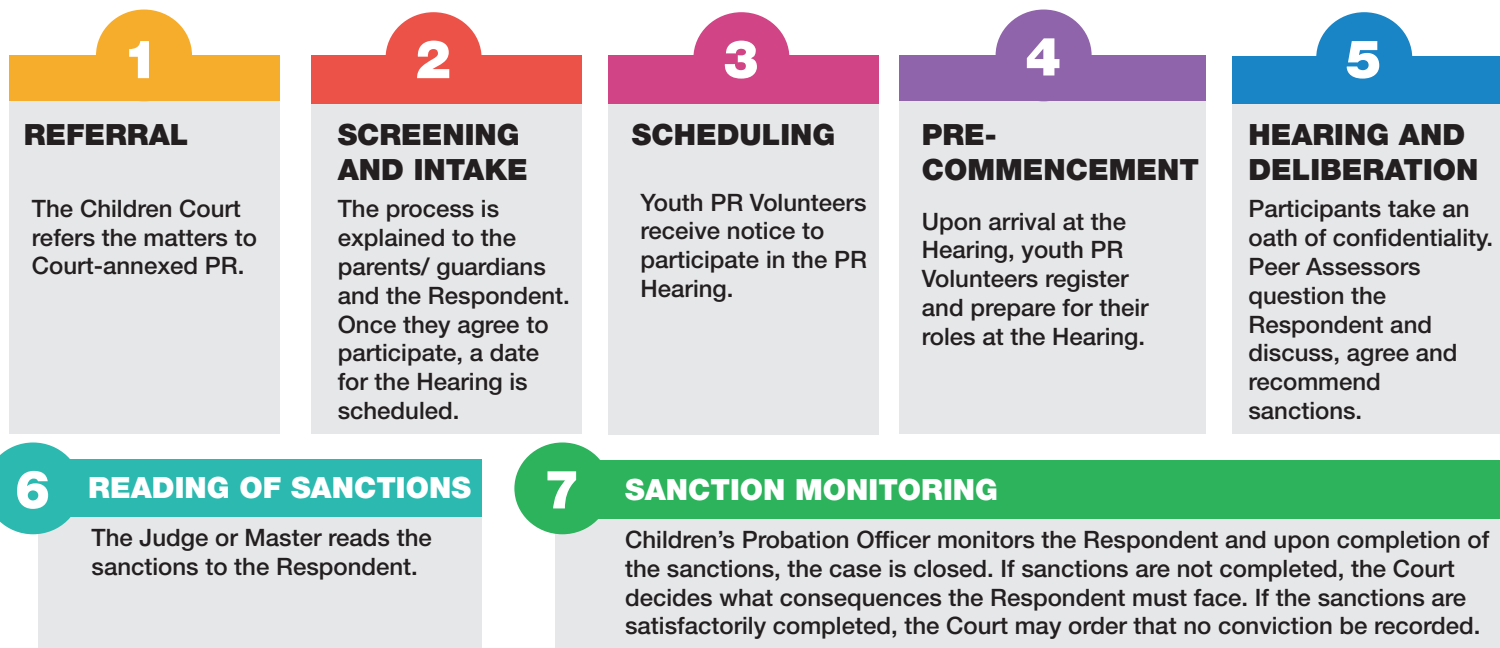 1
REFERRAL
The Children Court
refers the matters to
Court-annexed PR.
2
SCREENING
AND INTAKE
The process is
explained to the
parents/ guardians
and the Respondent.
Once they agree to
participate, a date
for the Hearing is
scheduled.
3
SCHEDULING
Youth PR Volunteers
receive notice to
participate in the PR
Hearing.
4
PRE-
COMMENCEMENT
Upon arrival at the
Hearing, youth PR
Volunteers register
and prepare for their
roles at the Hearing.
5
HEARING AND
DELIBERATION
Participants take an
oath of confidentiality.
Peer Assessors
question the
Respondent and
discuss, agree and
recommend
sanctions.
6
READING OF SANCTIONS
The Judge or Master reads the
sanctions to the Respondent.
7
SANCTION MONITORING
Children’s Probation Officer monitors the Respondent and upon completion of
the sanctions, the case is closed. If sanctions are not completed, the Court
decides what consequences the Respondent must face. If the sanctions are
satisfactorily completed, the Court may order that no conviction be recorded.